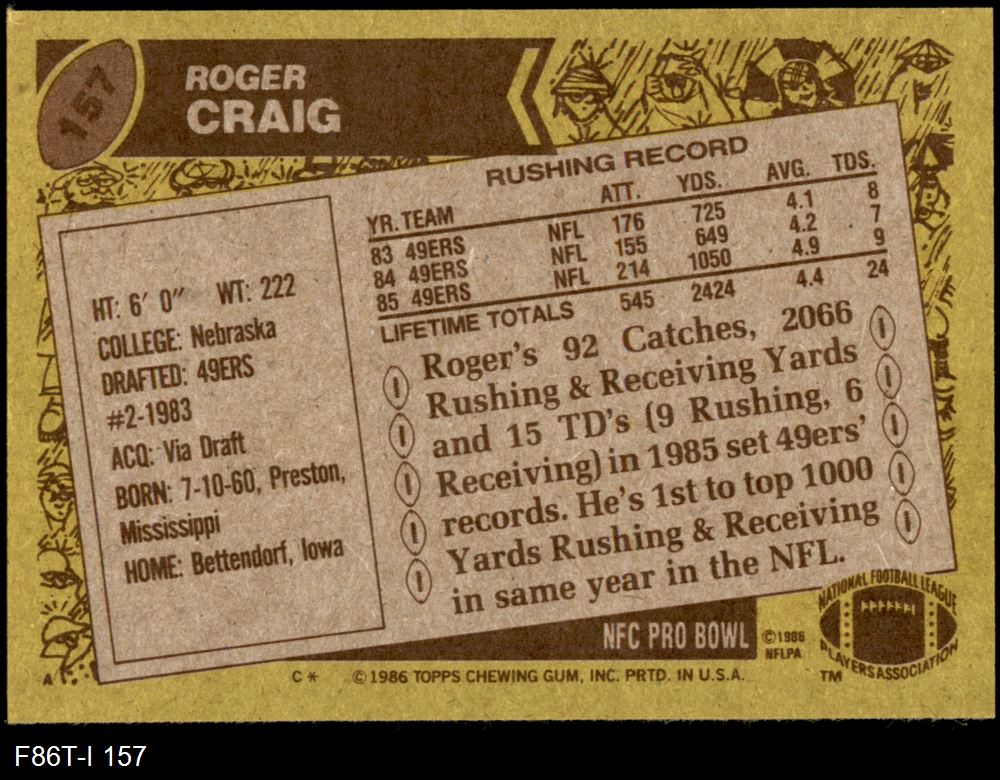 157
ROGER
CRAIG
RUSHING RECORD
YR. TEAM ATT. YDS. AVG. TDS.
83 49ERS NFL 176 725 4.1 8
84 49ERS NFL 155 649 4.2 7
85 49ERS NFL 214 1050 4.9 9
LIFETIME TOTALS 545 2424 4.4 24
HT: 6' 0" WT: 222
COLLEGE: Nebraska
DRAFTED: 49ERS
#2-1983
ACQ: Via Draft
BORN: 7-10-60, Preston,
Mississippi
HOME: Bettendorf, Iowa
Roger's 92 Catches, 2066
Rushing & Receiving Yards
and 15 TD's (9 Rushing, 6
Receiving) in 1985 set 49ers'
records. He's 1st to top 1000
Yards Rushing & Receiving
in same year in the NFL.
NFC PRO BOWL
©1986
NFLPA
NATIONAL FOOTBALL LEAGUE
PLAYERS ASSOCIATION
TM
A
C* ©1986 TOPPS CHEWING GUM, INC. PRTD. IN U.S.A.
F86T-I 157